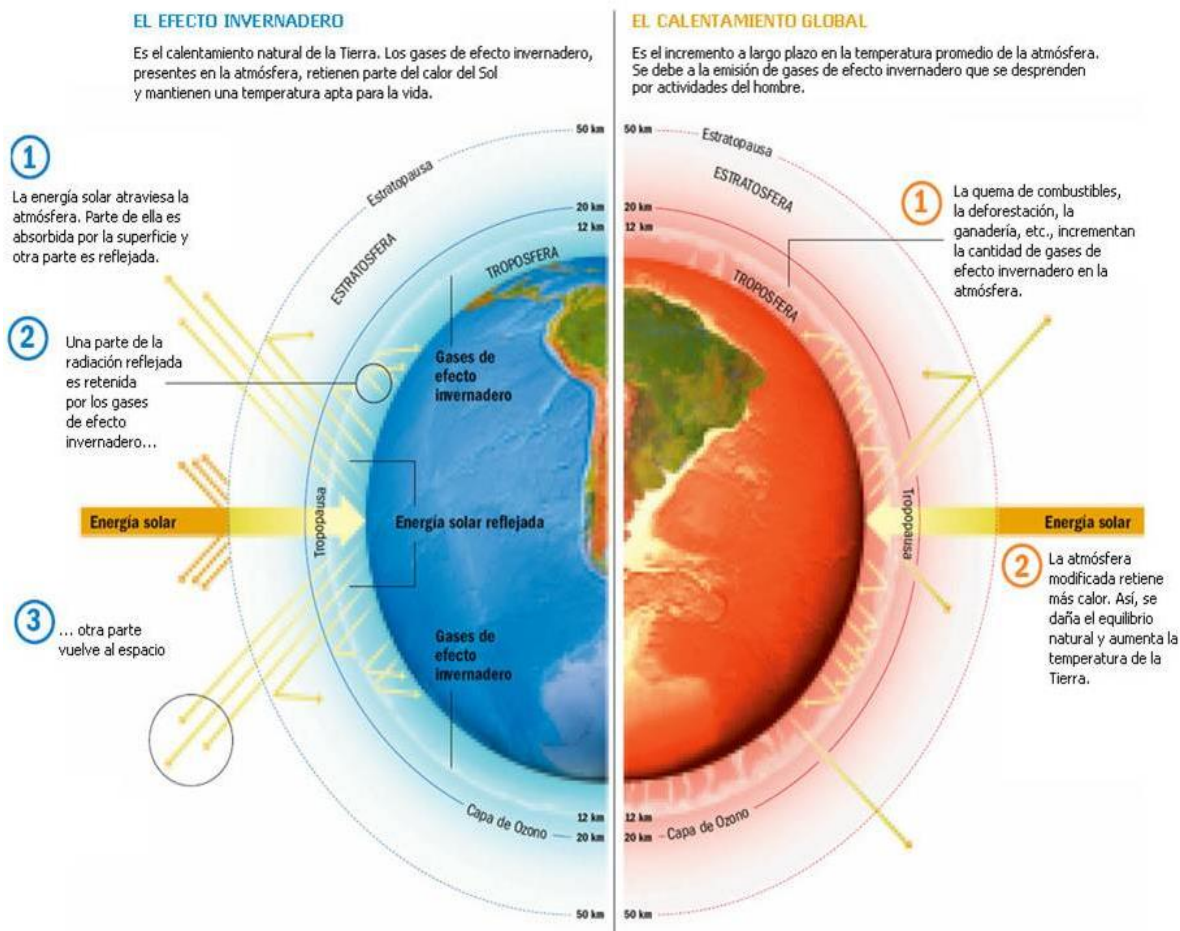 EL EFECTO INVERNADERO
Es el calentamiento natural de la Tierra. Los gases de efecto invernadero,
presentes en la atmósfera, retienen parte del calor del Sol
y mantienen una temperatura apta para la vida.
1
La energía solar atraviesa la
atmósfera. Parte de ella es
absorbida por la superficie y
otra parte es reflejada.
2
Una parte de la
radiación reflejada
es retenida
por los gases
de efecto
invernadero...
Energía solar
3
... otra parte
vuelve al espacio
50 km
Estratopausa
20 km
12 km
ESTRATOSFERA
TROPOSFERA
Gases de
efecto
invernadero
Tropopausa
Energía solar reflejada
Gases de
efecto
invernadero
Capa de Ozono
12 km
20 km
50 km
EL CALENTAMIENTO GLOBAL
Es el incremento a largo plazo en la temperatura promedio de la atmósfera.
Se debe a la emisión de gases de efecto invernadero que se desprenden
por actividades del hombre.
50 km
Estratopausa
ESTRATOSFERA
20 km
12 km
TROPOSFERA
1
La quema de combustibles,
la deforestación, la
ganadería, etc., incrementan
la cantidad de gases de
efecto invernadero en la
atmósfera.
Tropopausa
Energía solar
2
La atmósfera
modificada retiene
más calor. Así, se
daña el equilibrio
natural y aumenta la
temperatura de la
Tierra.
12 km
20 km
Capa de Ozono
50 km